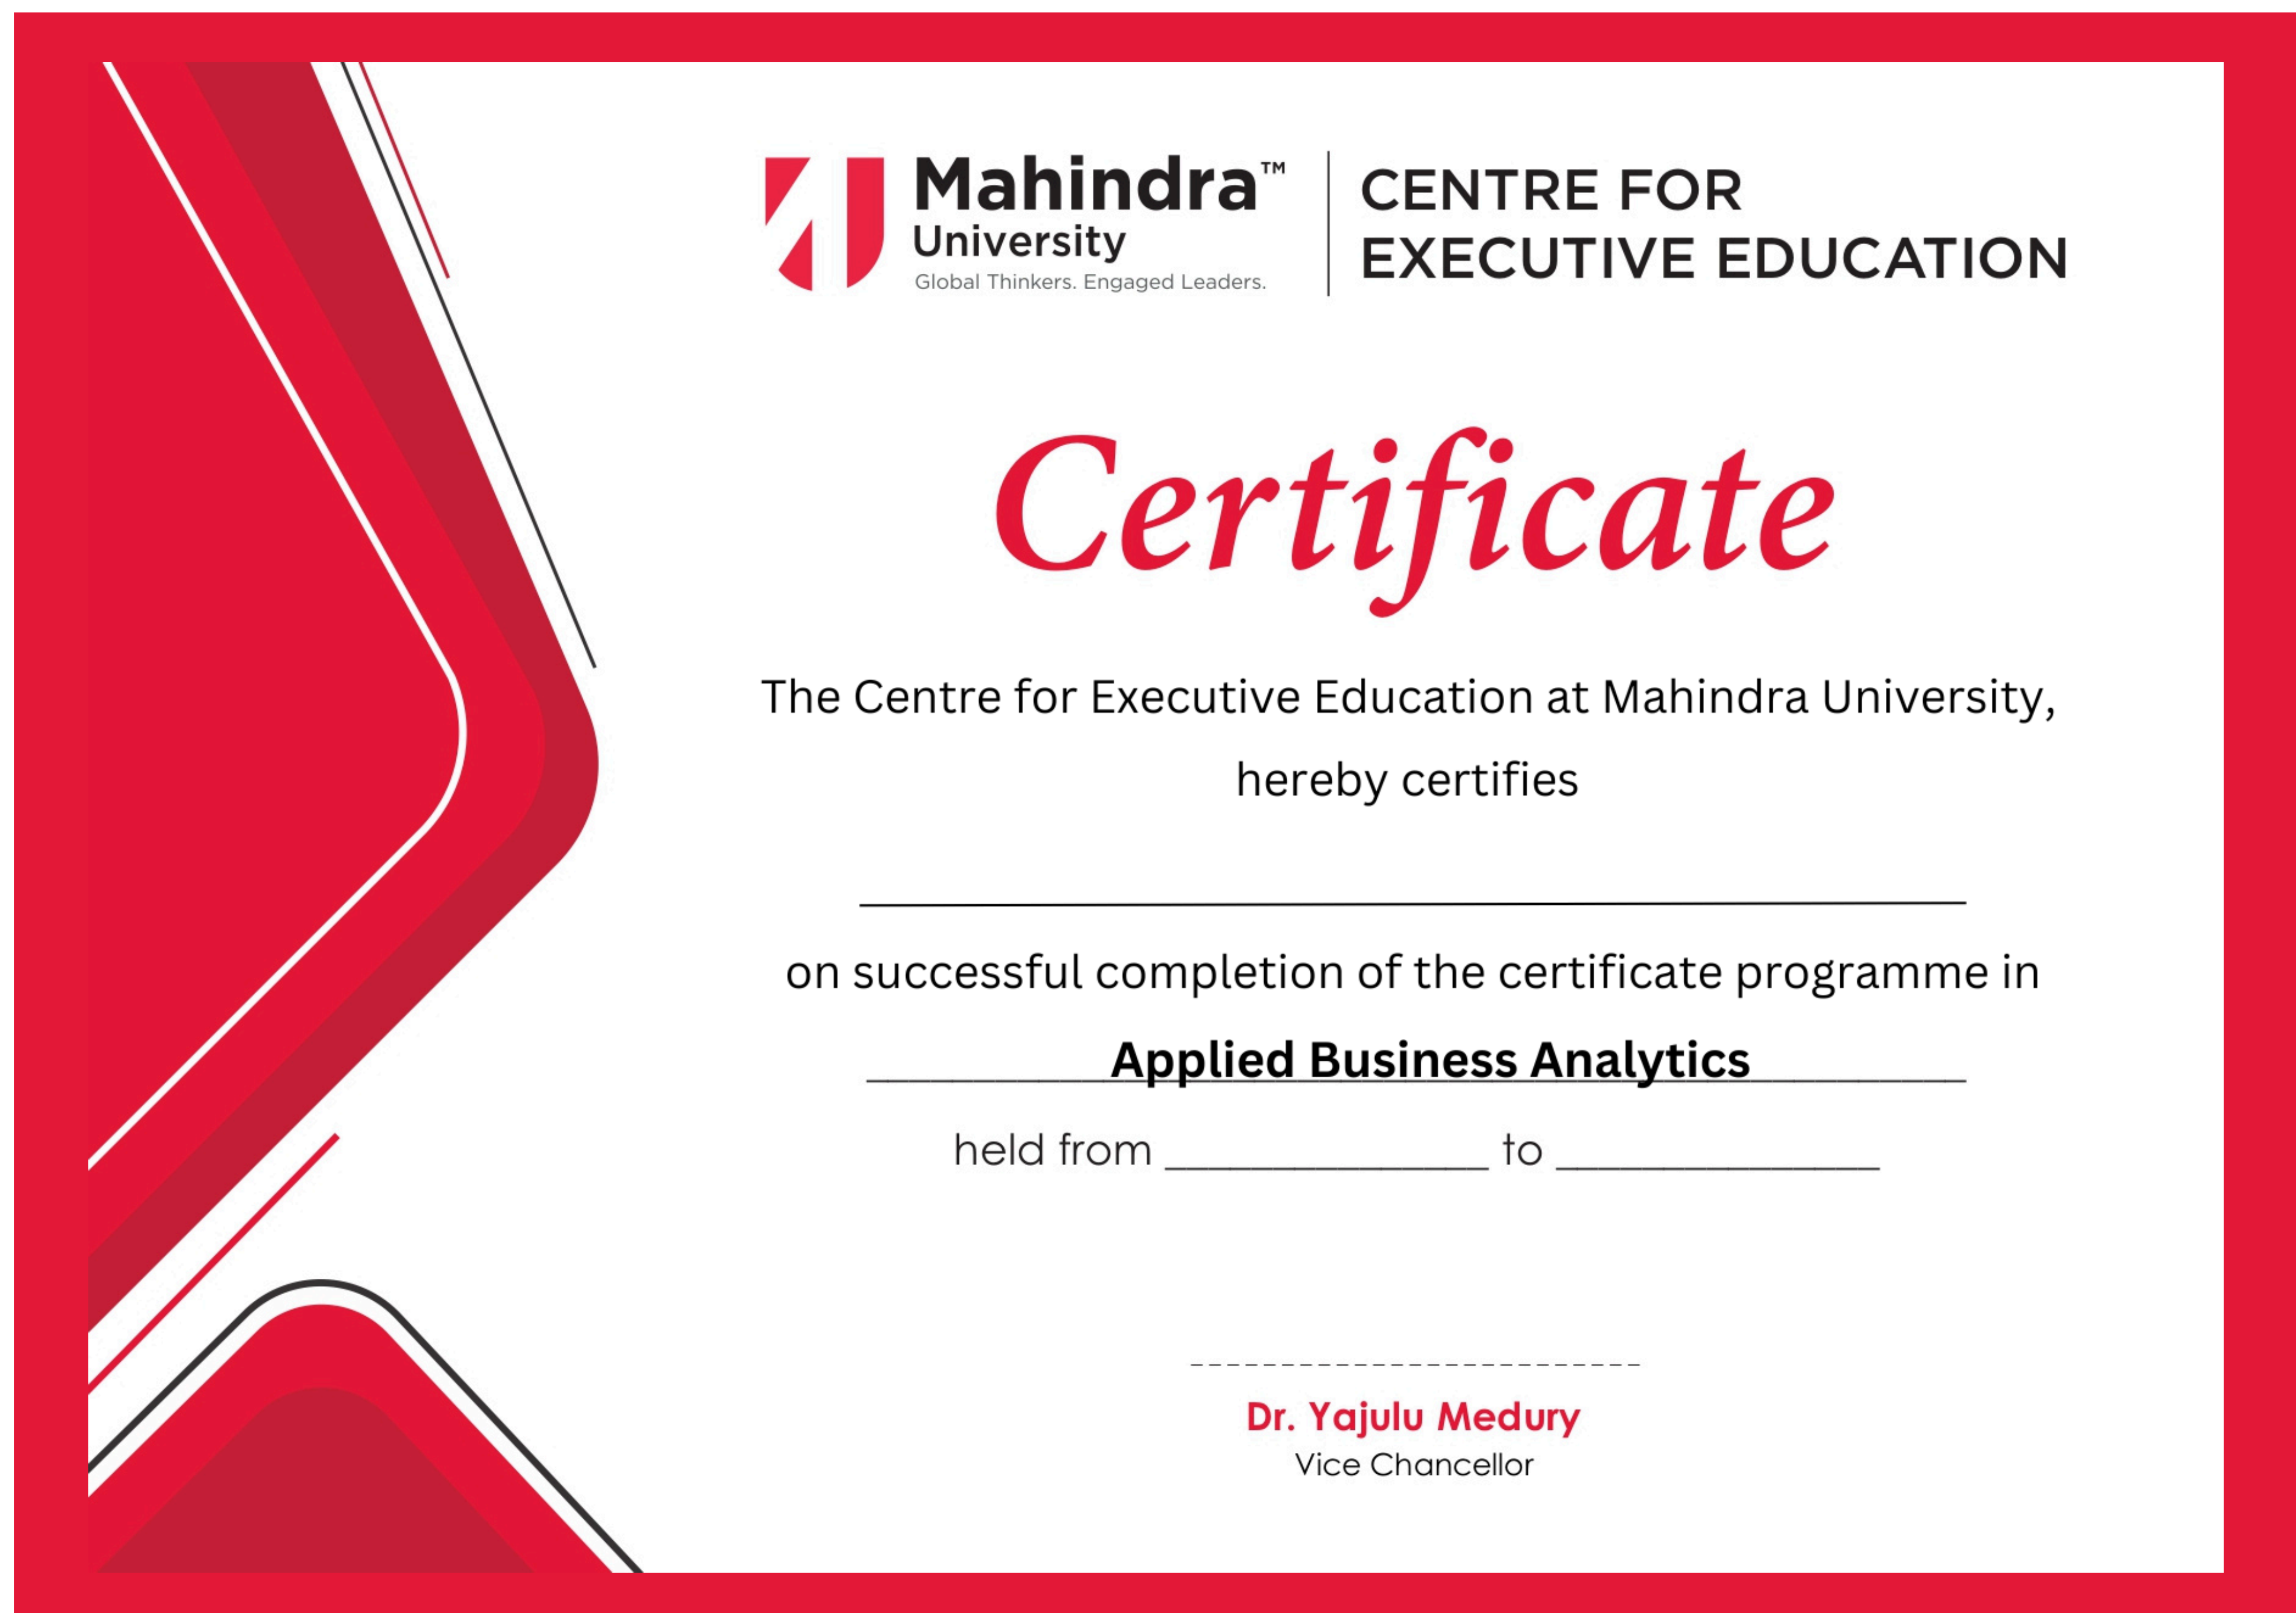 Mahindra™
University
Global Thinkers. Engaged Leaders.
CENTRE FOR
EXECUTIVE EDUCATION
Certificate
The Centre for Executive Education at Mahindra University,
hereby certifies
on successful completion of the certificate programme in
Applied Business Analytics
held from _______________ to _______________
Dr. Yajulu Medury
Vice Chancellor